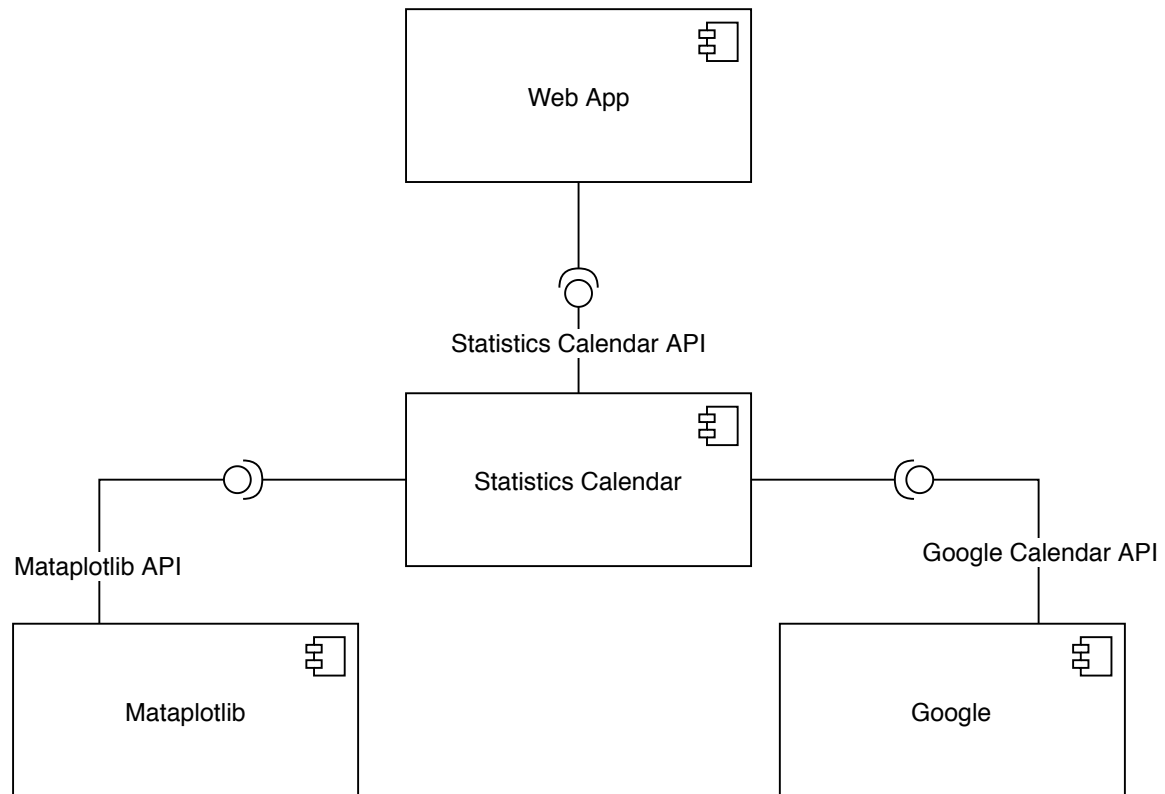 Web App
Statistics Calendar API
Statistics Calendar
Mataplotlib API
Google Calendar API
Mataplotlib
Google